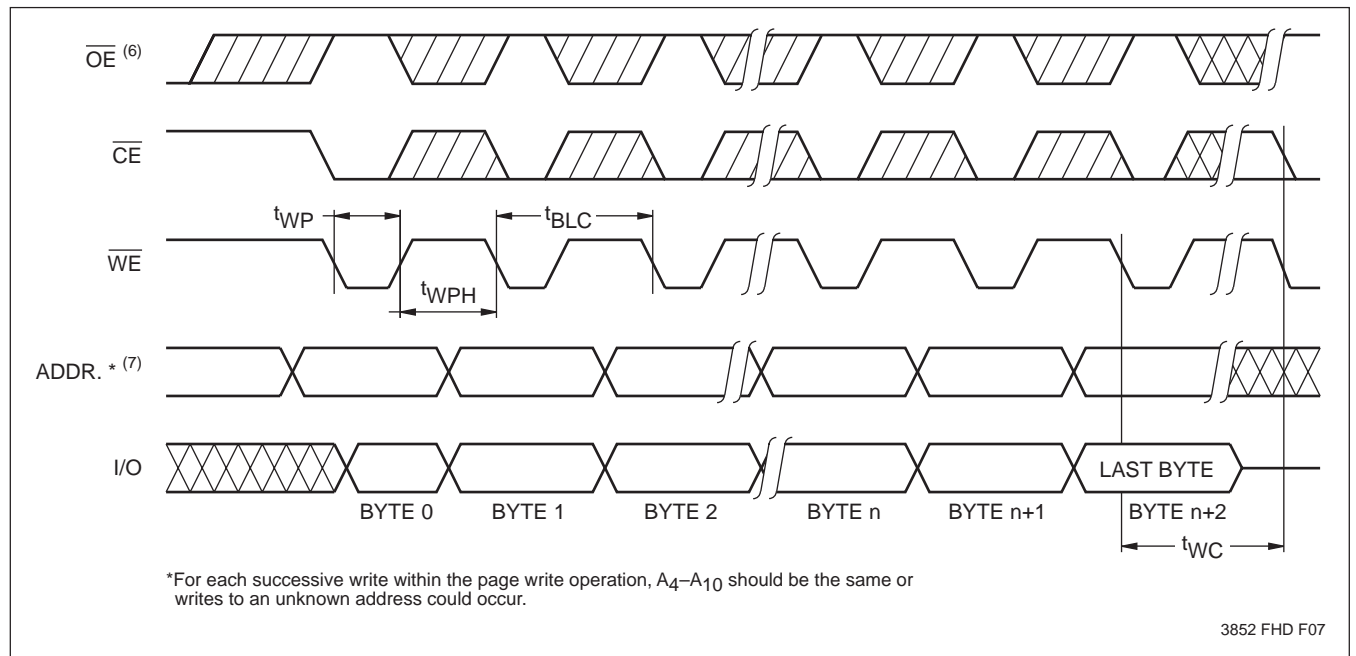 OE (6)
CE
tWP
tBLC
WE
tWPH
ADDR. * (7)
I/O
LAST BYTE
BYTE 0 BYTE 1 BYTE 2 BYTE n BYTE n+1 BYTE n+2
tWC
*For each successive write within the page write operation, A4–A10 should be the same or
writes to an unknown address could occur.
3852 FHD F07